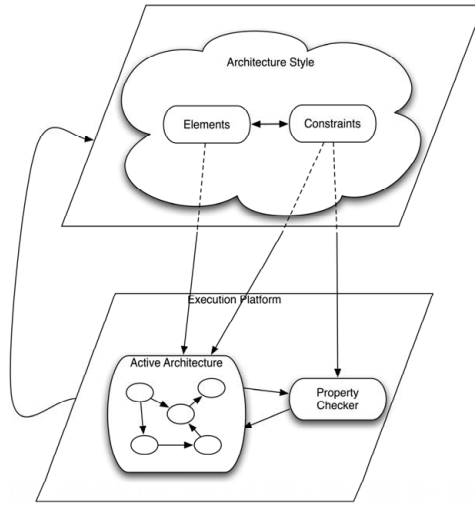 Architecture Style
Elements
Constraints
Execution Platform
Active Architecture
Property
Checker